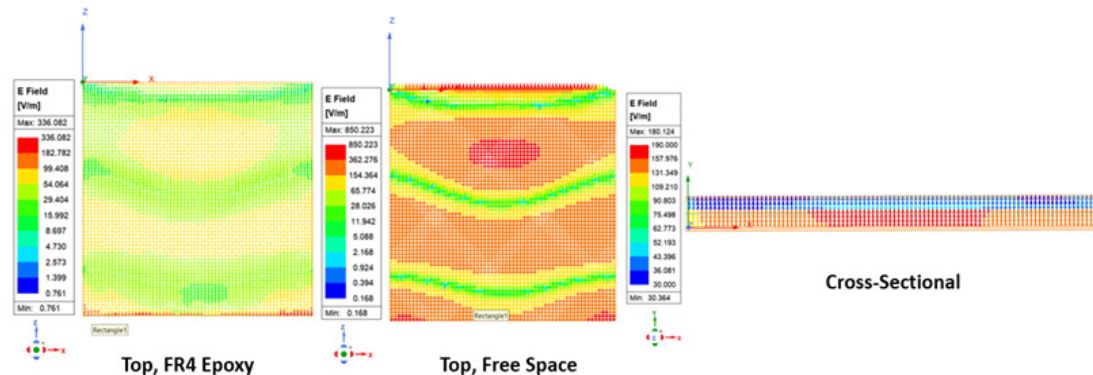 Z
X
E Field
[V/m]
Max: 336.082
336.082
182.782
99.408
54.064
29.404
15.992
8.697
4.730
2.573
1.399
0.761
Min: 0.761
Z
X
Rectangle1
Top, FR4 Epoxy
Z
X
E Field
[V/m]
Max: 850.223
850.223
362.276
154.364
65.774
28.026
11.942
5.088
2.168
0.924
0.394
0.168
Min: 0.168
Z
X
Rectangle1
Top, Free Space
E Field
[V/m]
Max: 180.124
190.000
157.976
131.349
109.210
90.803
75.498
62.773
52.193
43.396
36.081
30.000
Min: 30.364
Y
X
Y
Z
X
Cross-Sectional